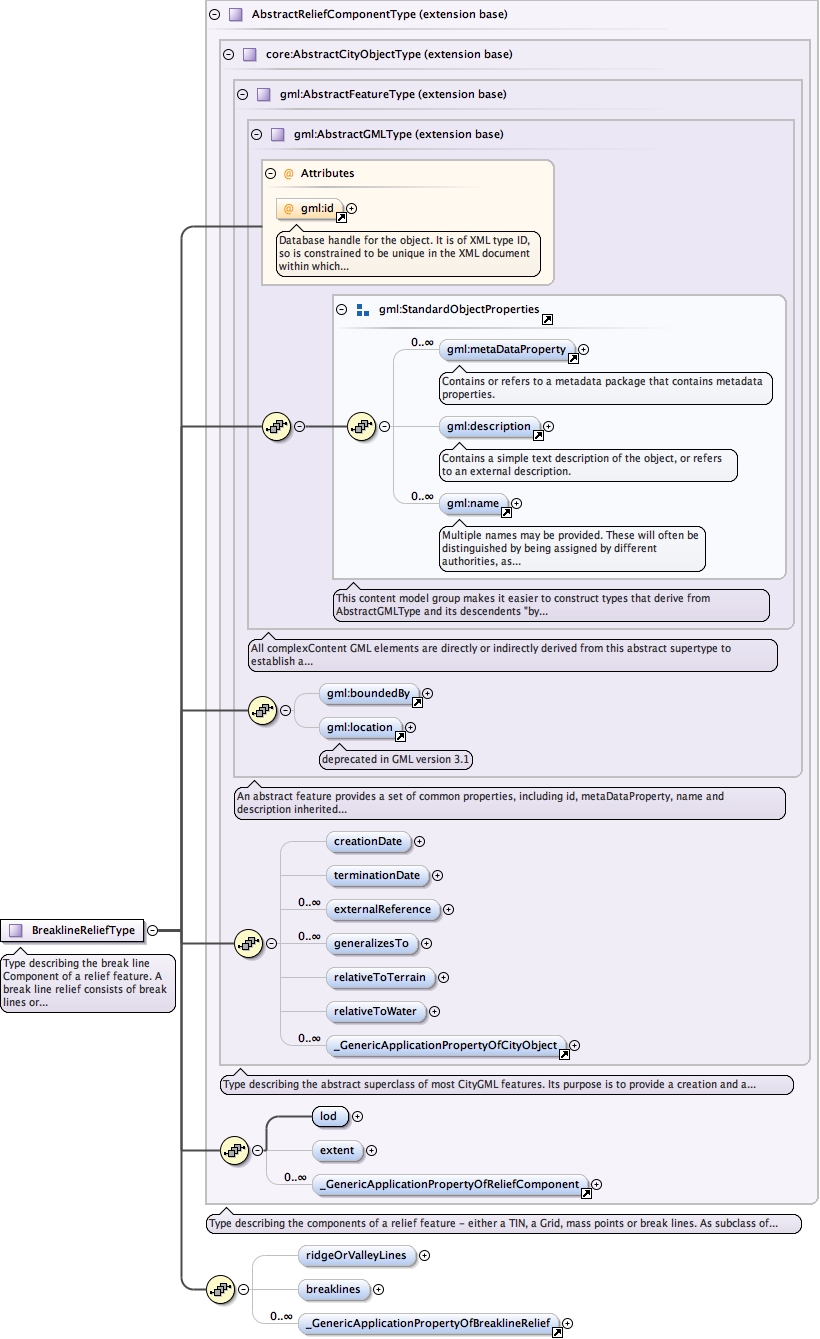 AbstractReliefComponentType (extension base)
core:AbstractCityObjectType (extension base)
gml:AbstractFeatureType (extension base)
gml:AbstractGMLType (extension base)
@ Attributes
@ gml:id
Database handle for the object. It is of XML type ID,
so is constrained to be unique in the XML document
within which...
gml:StandardObjectProperties
0..∞
gml:metaDataProperty
Contains or refers to a metadata package that contains metadata
properties.
gml:description
Contains a simple text description of the object, or refers
to an external description.
0..∞
gml:name
Multiple names may be provided. These will often be
distinguished by being assigned by different
authorities, as...
This content model group makes it easier to construct types that derive from
AbstractGMLType and its descendents "by...
All complexContent GML elements are directly or indirectly derived from this abstract supertype to
establish a...
gml:boundedBy
gml:location
deprecated in GML version 3.1
An abstract feature provides a set of common properties, including id, metaDataProperty, name and
description inherited...
creationDate
terminationDate
0..∞
externalReference
0..∞
generalizesTo
relativeToTerrain
relativeToWater
0..∞
_GenericApplicationPropertyOfCityObject
BreaklineReliefType
Type describing the break line
Component of a relief feature. A
break line relief consists of break
lines or...
Type describing the abstract superclass of most CityGML features. Its purpose is to provide a creation and a...
lod
extent
0..∞
_GenericApplicationPropertyOfReliefComponent
Type describing the components of a relief feature - either a TIN, a Grid, mass points or break lines. As subclass of...
ridgeOrValleyLines
breaklines
0..∞
_GenericApplicationPropertyOfBreaklineRelief